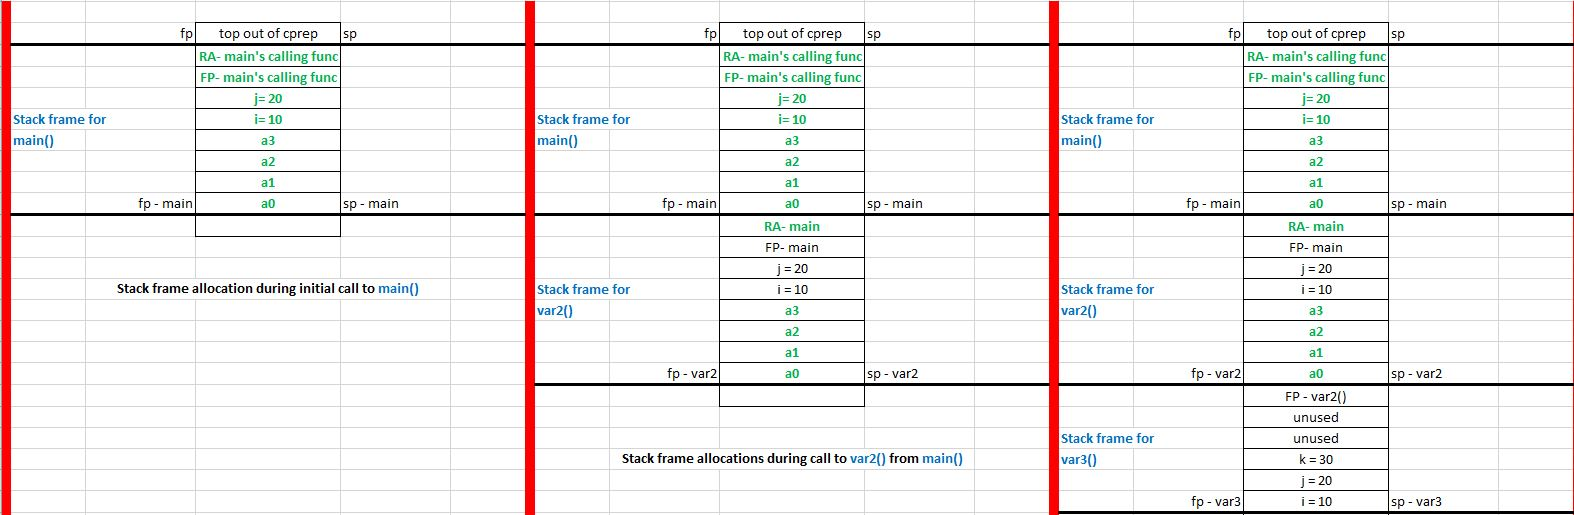 fp top out of cprep sp
RA- main's calling func
FP- main's calling func
j= 20
Stack frame for i= 10
main() a3
a2
a1
fp - main a0 sp - main
Stack frame allocation during initial call to main()
fp top out of cprep sp
RA- main's calling func
FP- main's calling func
j= 20
Stack frame for i= 10
main() a3
a2
a1
fp - main a0 sp - main
RA- main
FP- main
j = 20
Stack frame for i = 10
var2() a3
a2
a1
fp - var2 a0 sp - var2
Stack frame allocations during call to var2() from main()
fp top out of cprep sp
RA- main's calling func
FP- main's calling func
j= 20
Stack frame for i= 10
main() a3
a2
a1
fp - main a0 sp - main
RA- main
FP- main
j = 20
Stack frame for i = 10
var2() a3
a2
a1
fp - var2 a0 sp - var2
FP - var2()
unused
Stack frame for unused
var3() k = 30
j = 20
fp - var3 i = 10 sp - var3